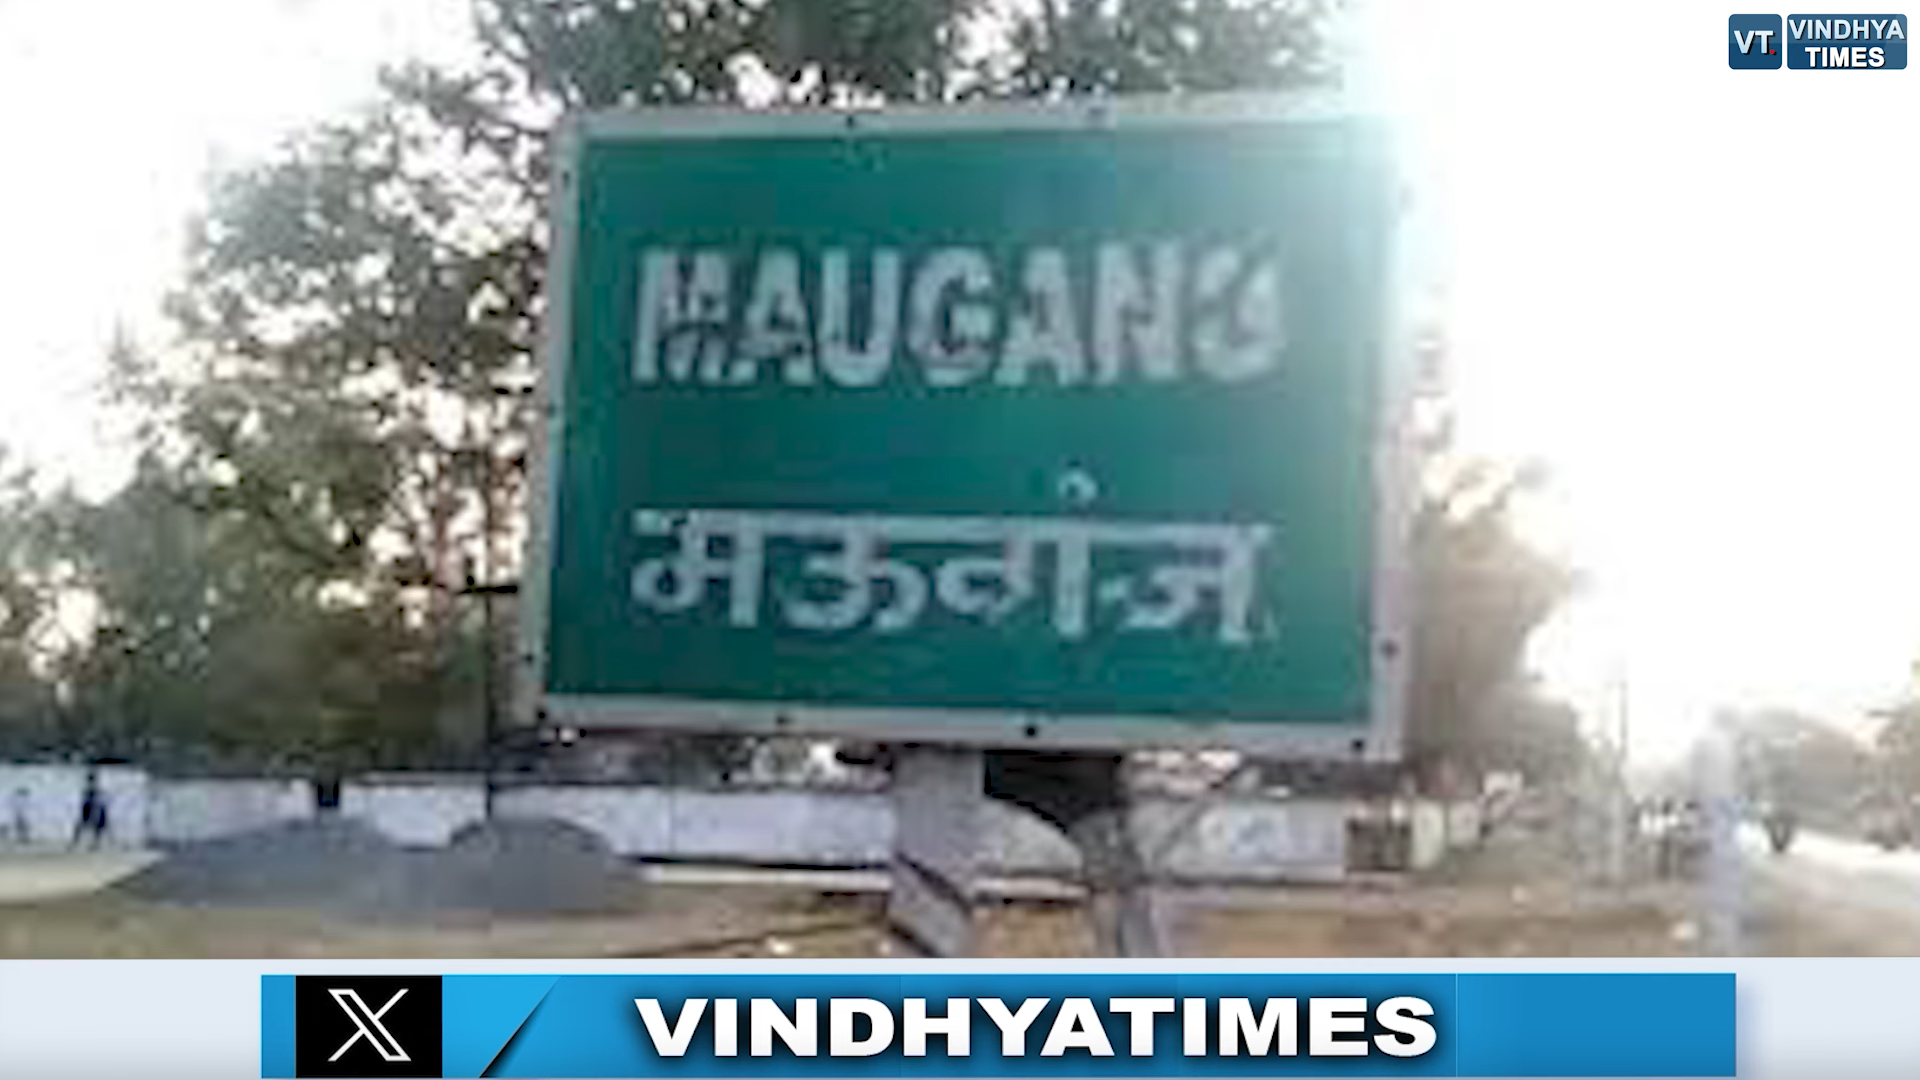 VT. VINDHYA
TIMES
MAUGANJ
मऊगंज
X VINDHYATIMES